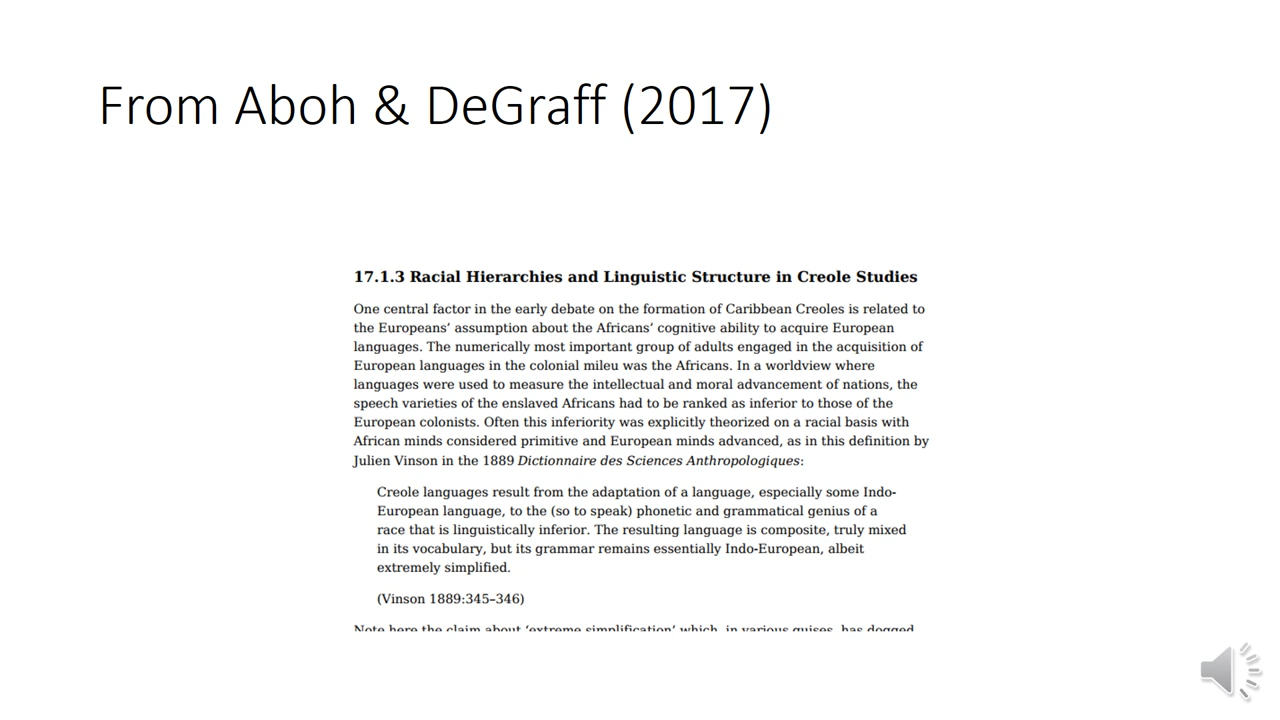 From Aboh & DeGraff (2017)
17.1.3 Racial Hierarchies and Linguistic Structure in Creole Studies
One central factor in the early debate on the formation of Caribbean Creoles is related to
the Europeans’ assumption about the Africans’ cognitive ability to acquire European
languages. The numerically most important group of adults engaged in the acquisition of
European languages in the colonial mileu was the Africans. In a worldview where
languages were used to measure the intellectual and moral advancement of nations, the
speech varieties of the enslaved Africans had to be ranked as inferior to those of the
European colonists. Often this inferiority was explicitly theorized on a racial basis with
African minds considered primitive and European minds advanced, as in this definition by
Julien Vinson in the 1889 Dictionnaire des Sciences Anthropologiques:
Creole languages result from the adaptation of a language, especially some Indo-
European language, to the (so to speak) phonetic and grammatical genius of a
race that is linguistically inferior. The resulting language is composite, truly mixed
in its vocabulary, but its grammar remains essentially Indo-European, albeit
extremely simplified.
(Vinson 1889:345–346)
Note here the claim about ‘extreme simplification’ which, in various guises, has dogged